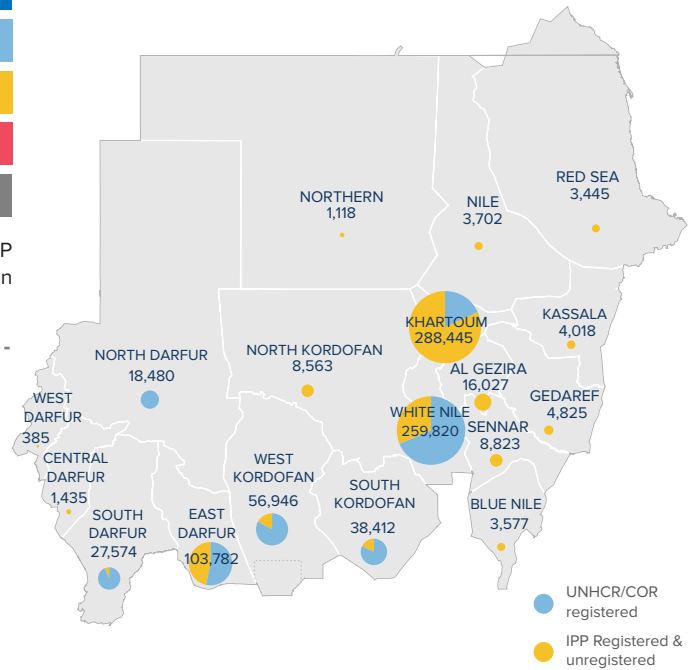 P
n
-
RED SEA
3,445
NORTHERN
1,118
NILE
3,702
KHARTOUM
288,445
KASSALA
4,018
NORTH DARFUR
18,480
NORTH KORDOFAN
8,563
AL GEZIRA
16,027
GEDAREF
4,825
WEST
DARFUR
385
WHITE NILE
259,820
SENNAR
8,823
CENTRAL
DARFUR
1,435
WEST
KORDOFAN
56,946
SOUTH
KORDOFAN
38,412
SOUTH
DARFUR
27,574
EAST
DARFUR
103,782
BLUE NILE
3,577
UNHCR/COR
registered
IPP Registered &
unregistered